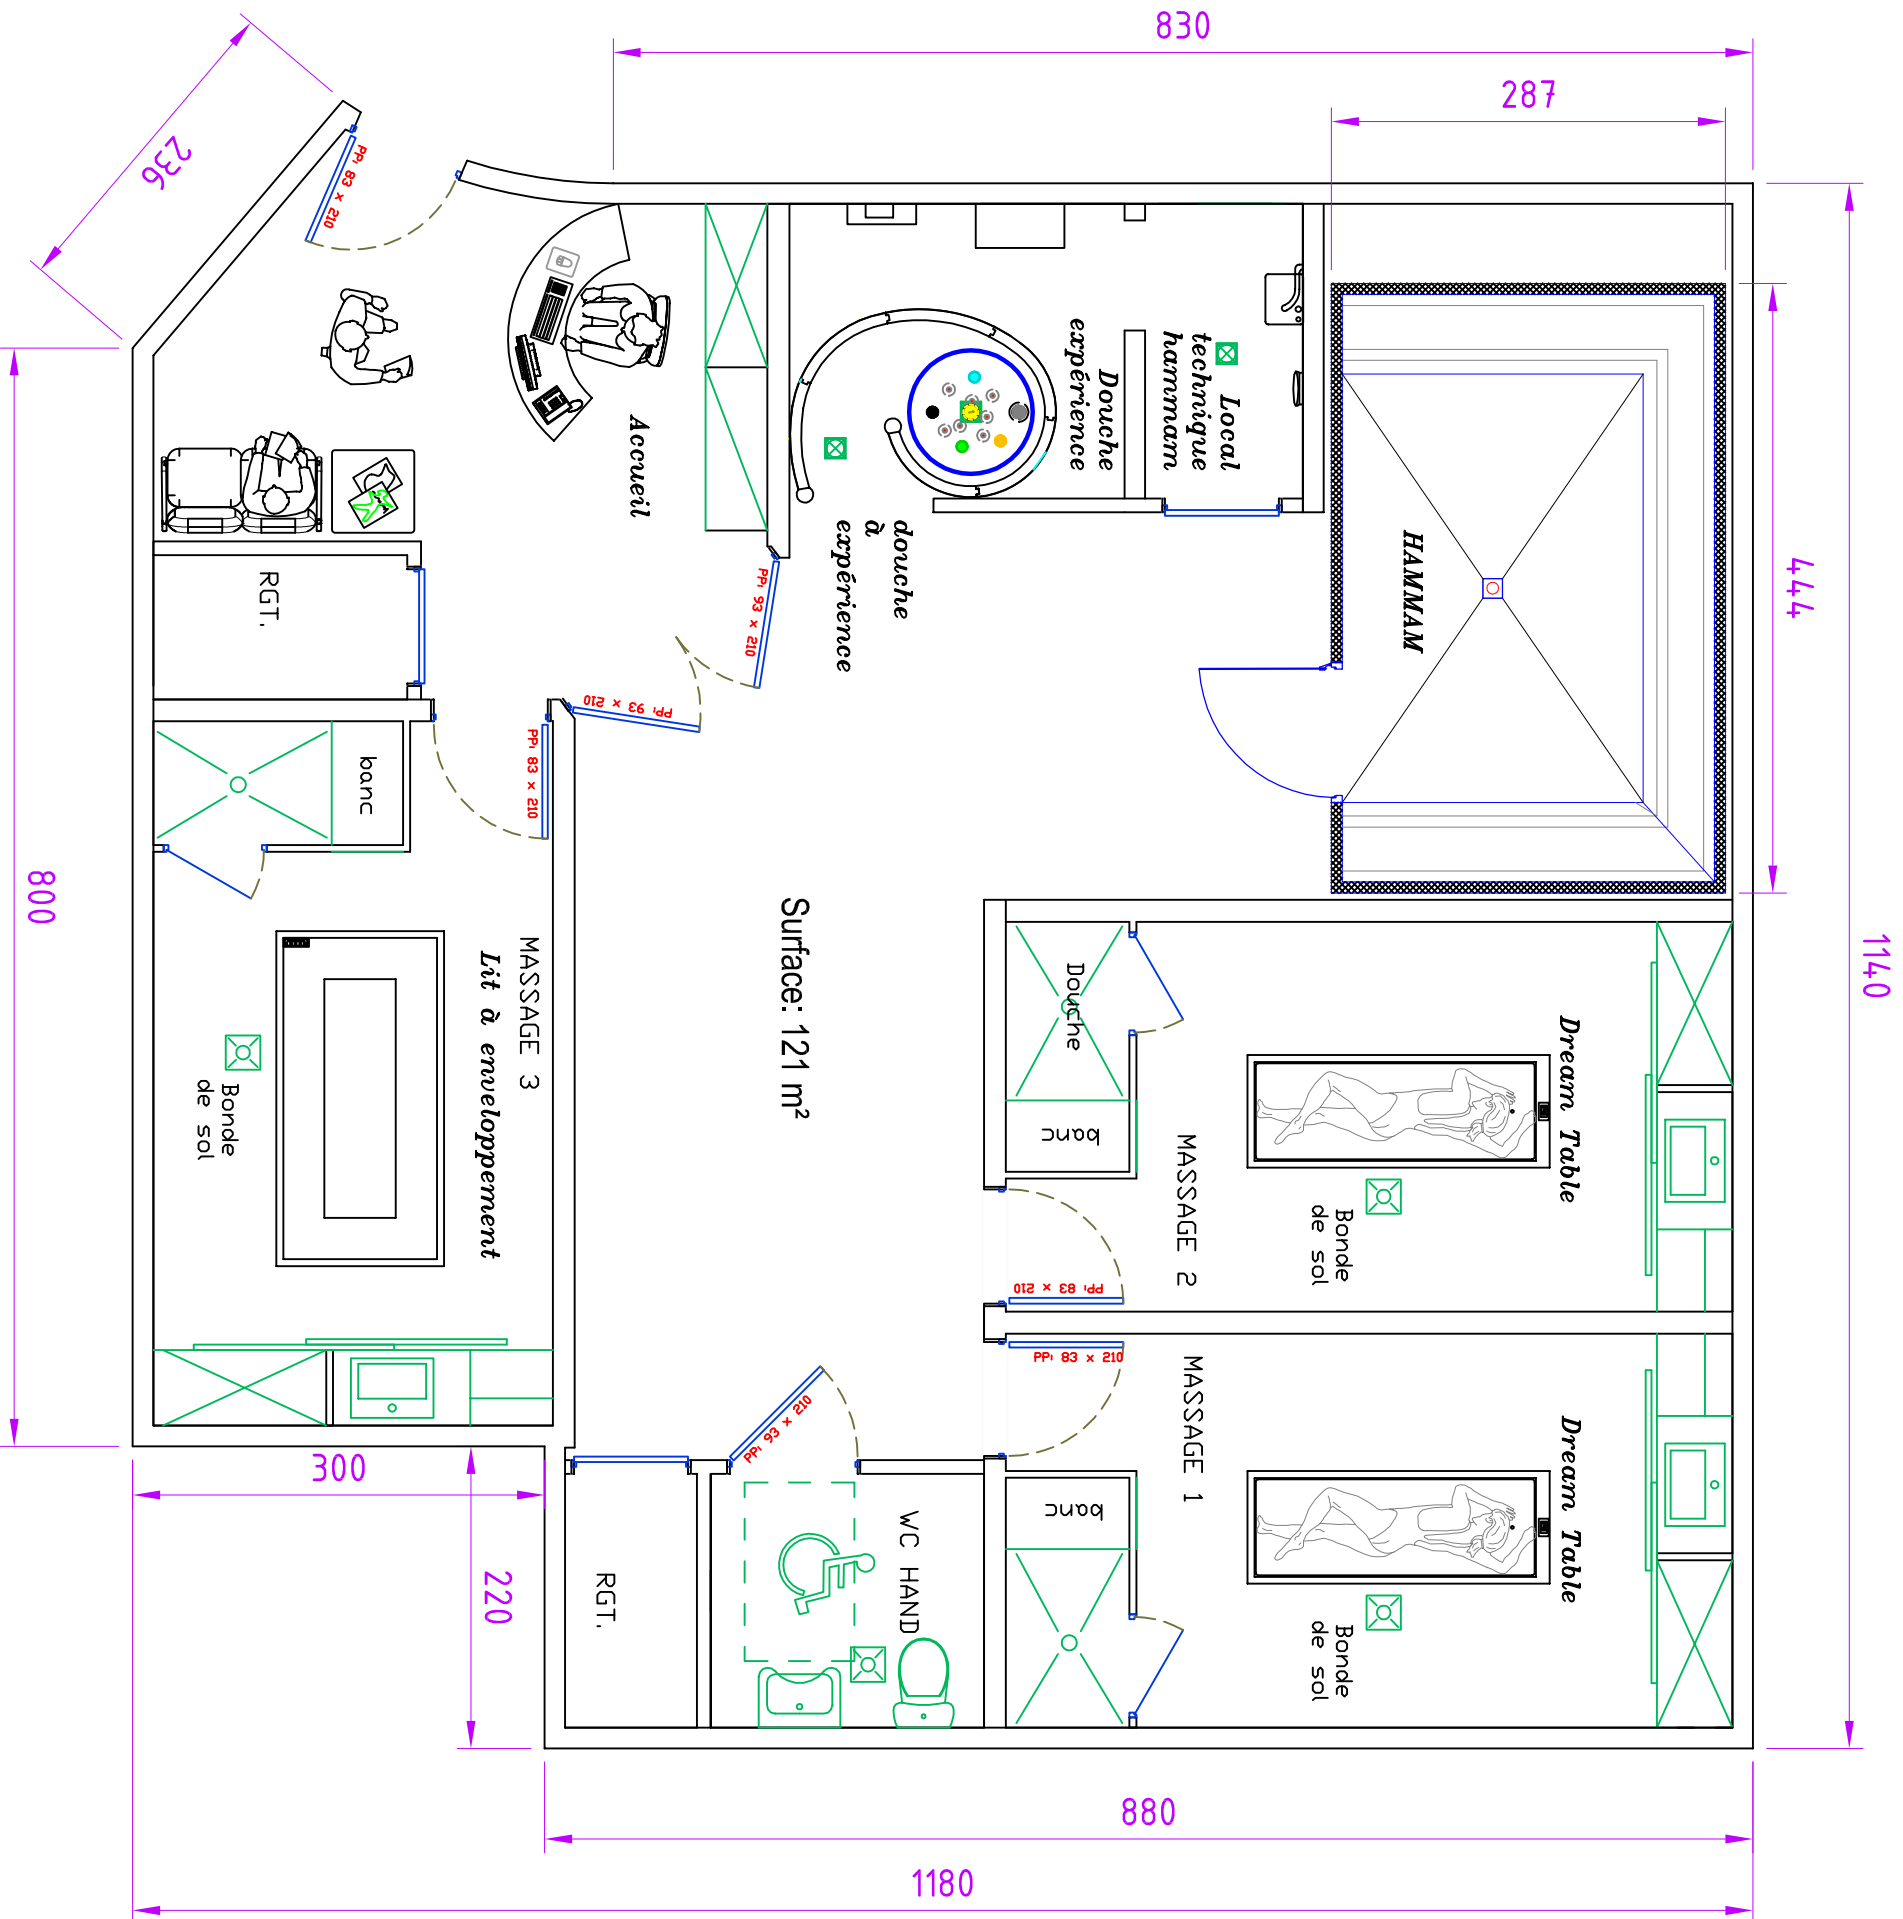 830
287
236
PP: 83 x 210
444
1140
Local
technique
hammam
Douche
expérience
HAMMAM
Accueil
douche
à
expérience
PP: 93 x 210
PP: 93 x 210
RGT.
banc
PP: 83 x 210
800
MASSAGE 3
Lit à enveloppement
Bonde
de sol
Surface: 121 m²
Douche
banc
MASSAGE 2
Dream Table
Bonde
de sol
PP: 83 x 210
PP: 83 x 210
MASSAGE 1
Dream Table
Bonde
de sol
banc
PP: 93 x 210
WC HAND
RGT.
300
220
880
1180